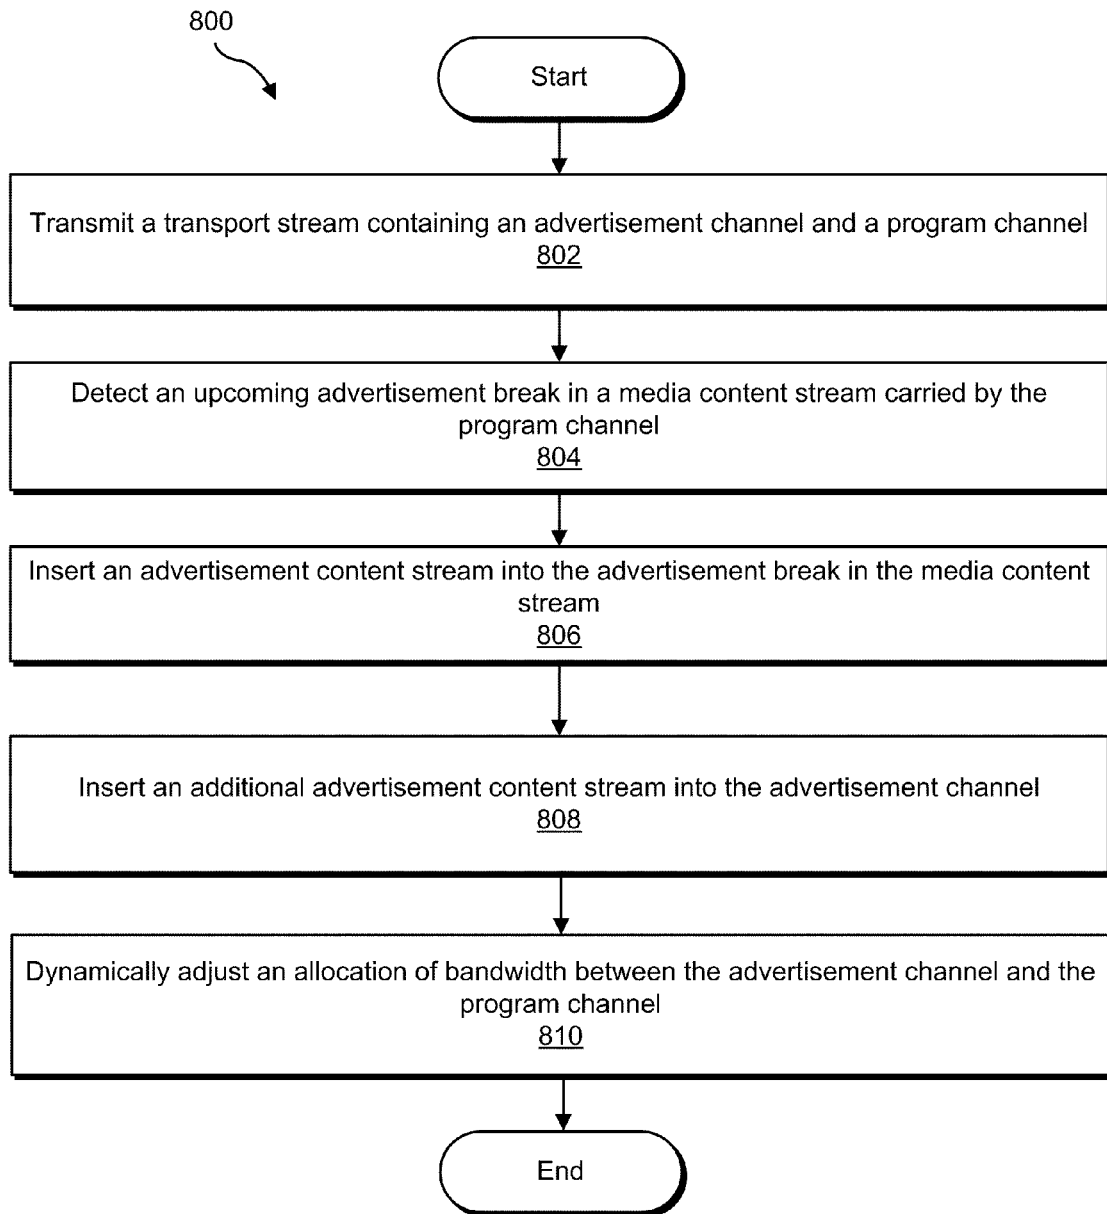 800
Start
Transmit a transport stream containing an advertisement channel and a program channel
802
Detect an upcoming advertisement break in a media content stream carried by the
program channel
804
Insert an advertisement content stream into the advertisement break in the media content
stream
806
Insert an additional advertisement content stream into the advertisement channel
808
Dynamically adjust an allocation of bandwidth between the advertisement channel and the
program channel
810
End